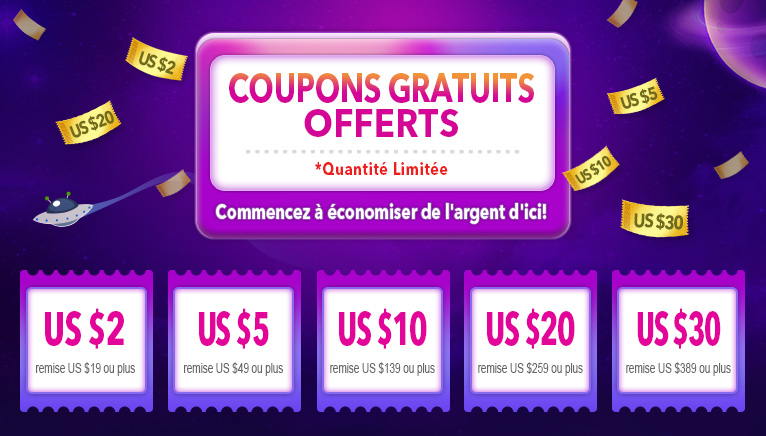 US $2
US $5
US $20
COUPONS GRATUITS
OFFERTS
*Quantité Limitée
US $10
Commencez à économiser de l'argent d'ici!
US $30
US $2
remise US $19 ou plus
US $5
remise US $49 ou plus
US $10
remise US $139 ou plus
US $20
remise US $259 ou plus
US $30
remise US $389 ou plus